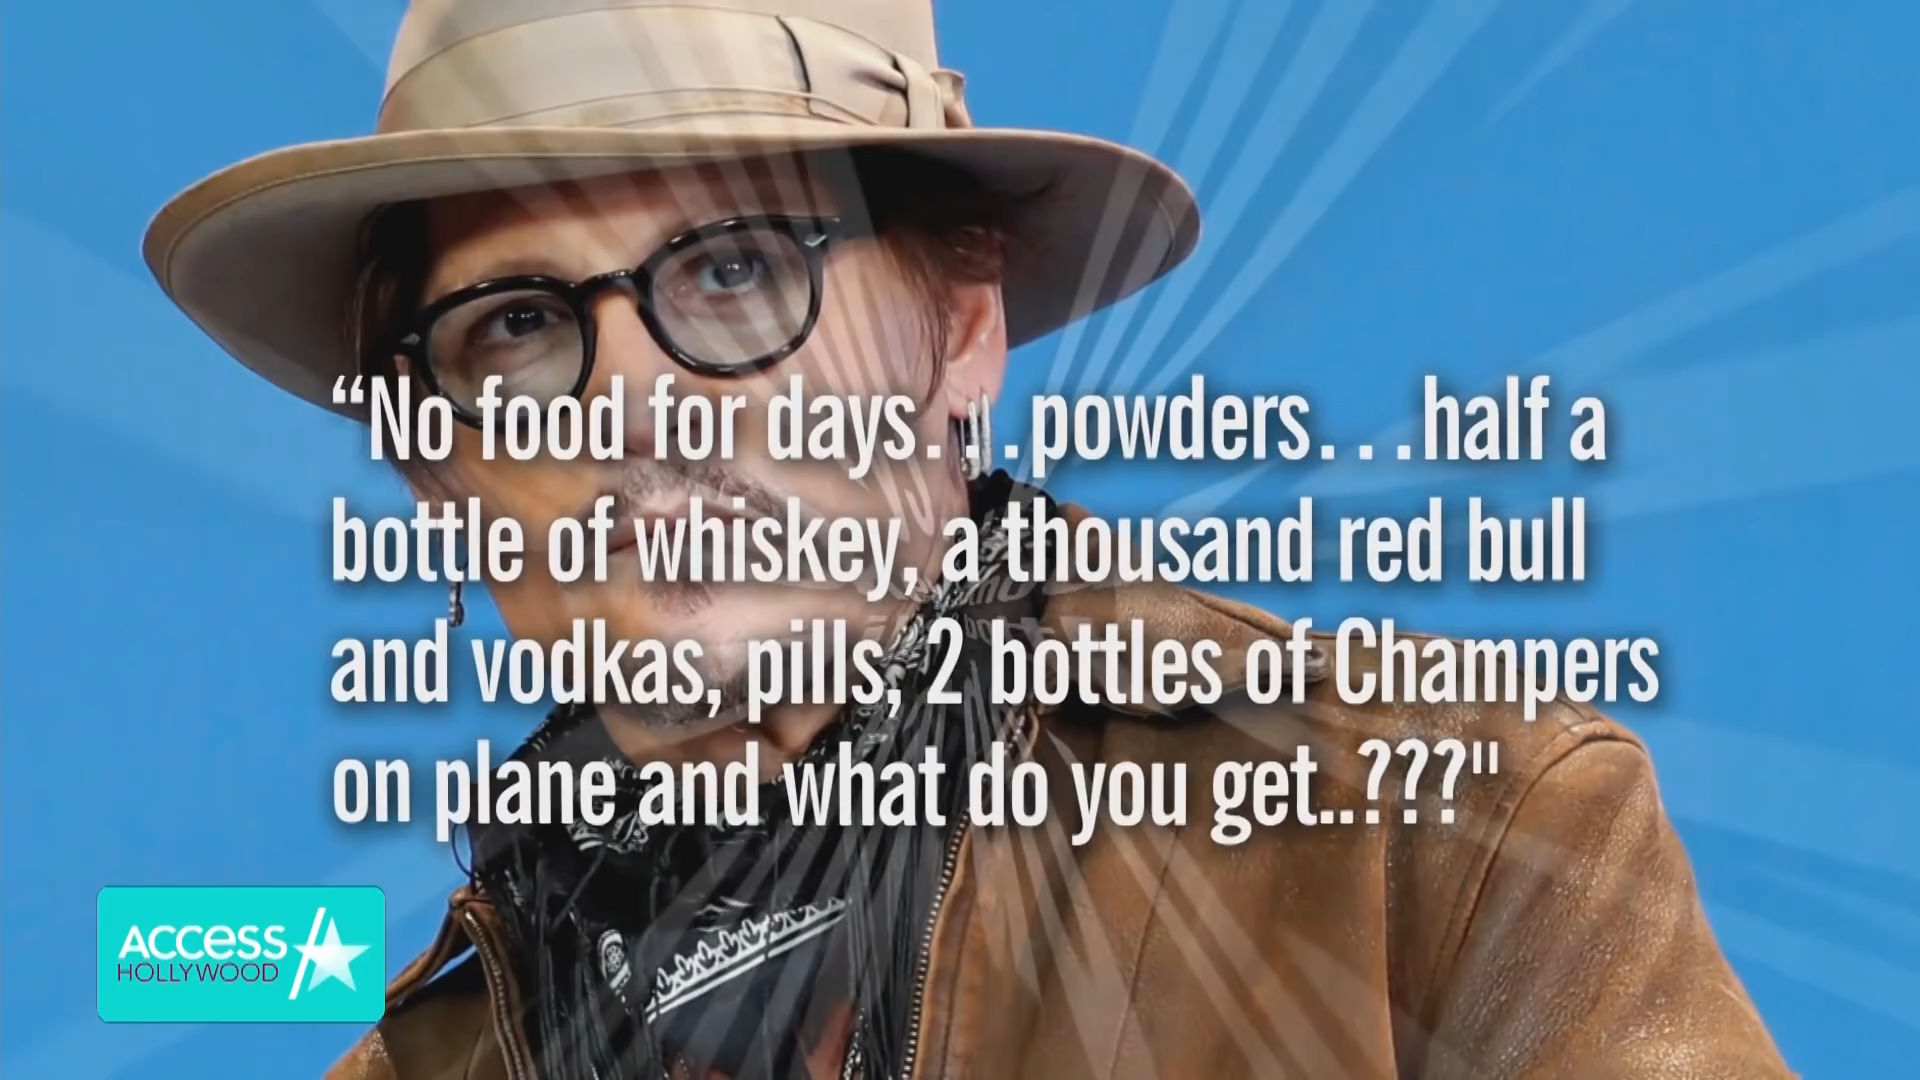 “No food for days. . .powders. . .half a
bottle of whiskey, a thousand red bull
and vodkas, pills, 2 bottles of Champers
on plane and what do you get..???"
ACCESS
HOLLYWOOD